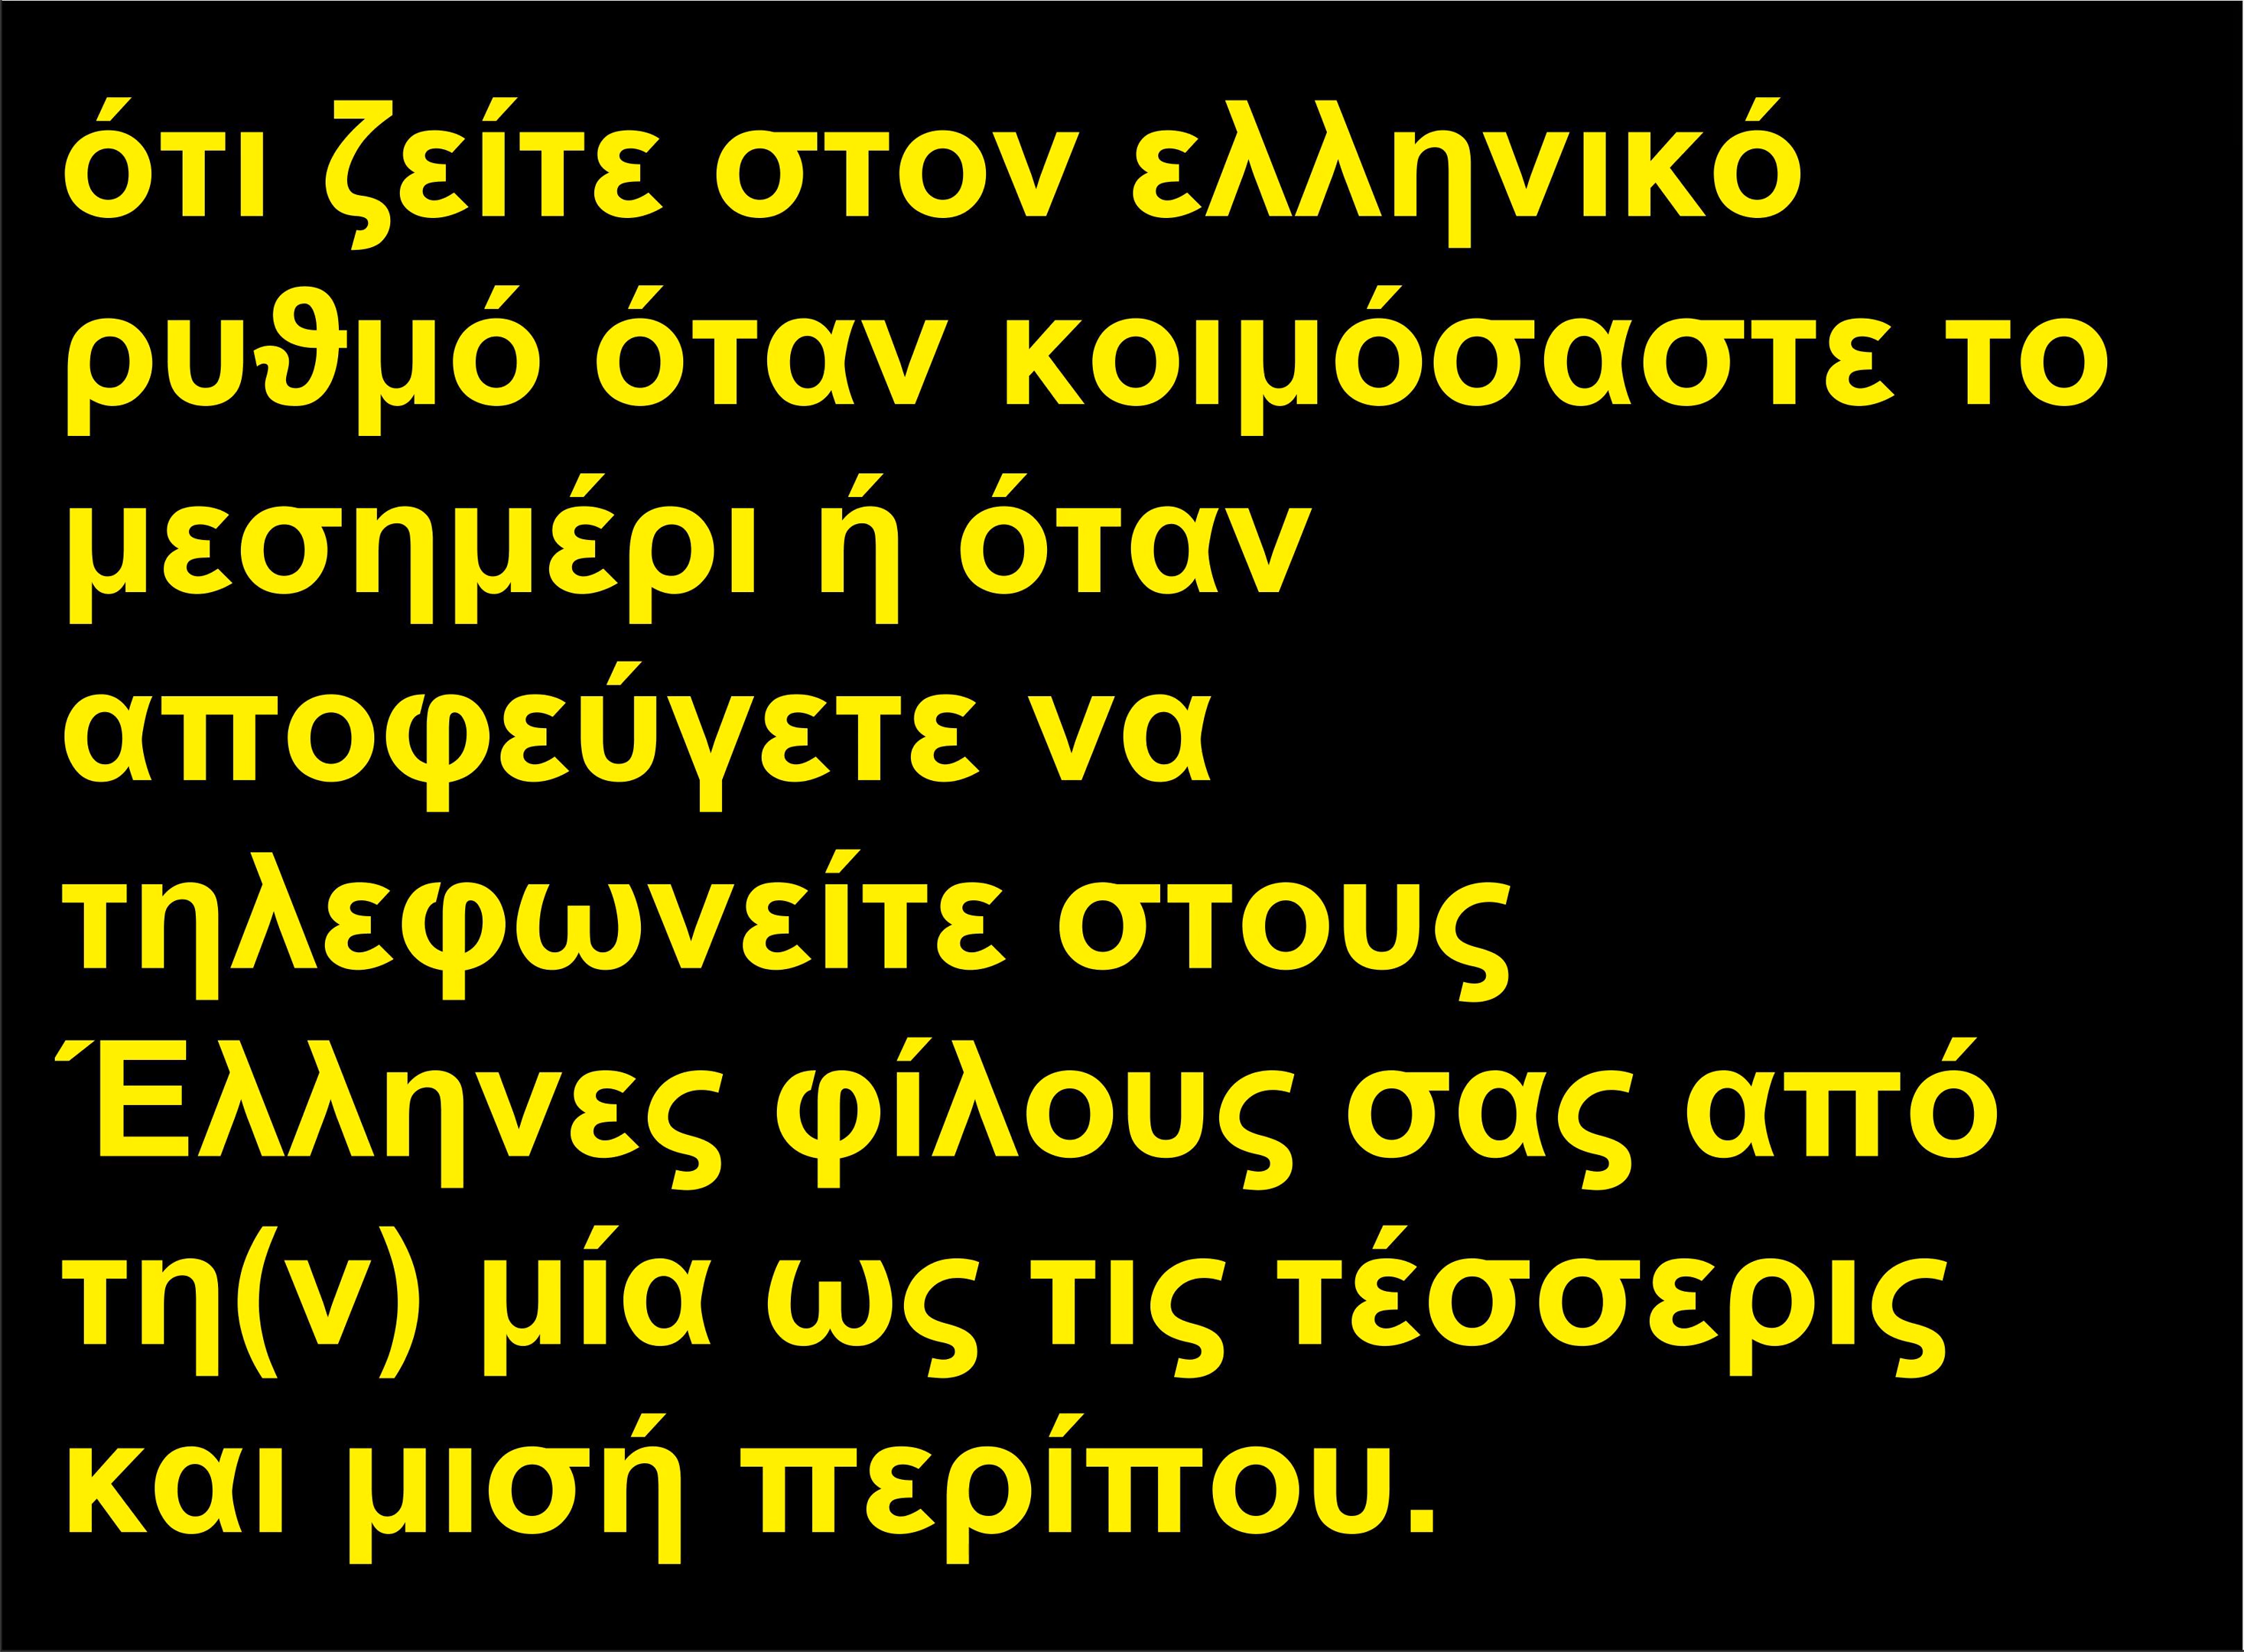 ότι ζείτε στον ελληνικό
ρυϑμό όταν κοιμόσαστε το
μεσημέρι ή όταν
αποφεύγετε να
τηλεφωνείτε στους
Έλληνες φίλους σας από
τη(ν) μία ως τις τέσσερις
και μισή περίπου.